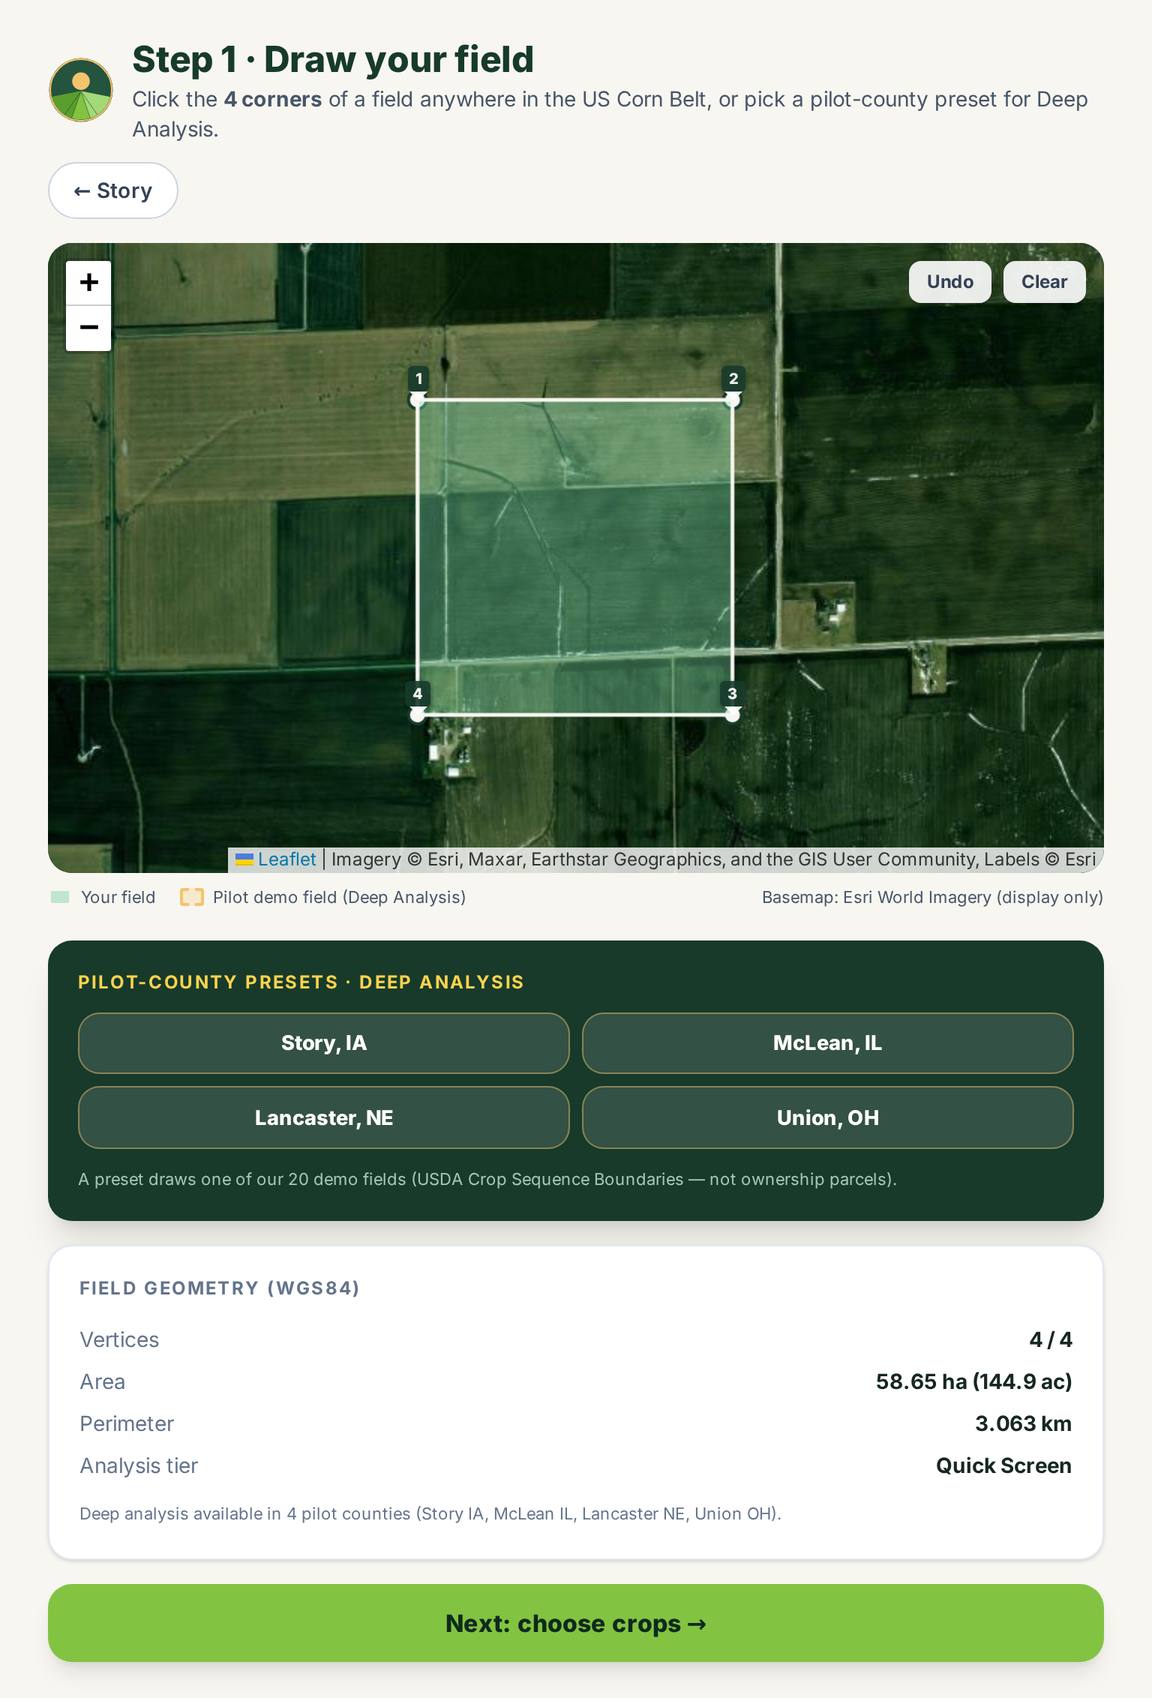 Step 1 · Draw your field
Click the 4 corners of a field anywhere in the US Corn Belt, or pick a pilot-county preset for Deep
Analysis.
← Story
+
−
Undo
Clear
1
2
4
3
Leaflet | Imagery © Esri, Maxar, Earthstar Geographics, and the GIS User Community, Labels © Esri
Your field
Pilot demo field (Deep Analysis)
Basemap: Esri World Imagery (display only)
PILOT-COUNTY PRESETS · DEEP ANALYSIS
Story, IA
McLean, IL
Lancaster, NE
Union, OH
A preset draws one of our 20 demo fields (USDA Crop Sequence Boundaries — not ownership parcels).
FIELD GEOMETRY (WGS84)
Vertices 4 / 4
Area 58.65 ha (144.9 ac)
Perimeter 3.063 km
Analysis tier Quick Screen
Deep analysis available in 4 pilot counties (Story IA, McLean IL, Lancaster NE, Union OH).
Next: choose crops →